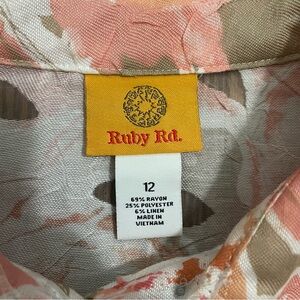 Ruby Rd.
12
69% RAYON
25% POLYESTER
6% LINEN
MADE IN
VIETNAM